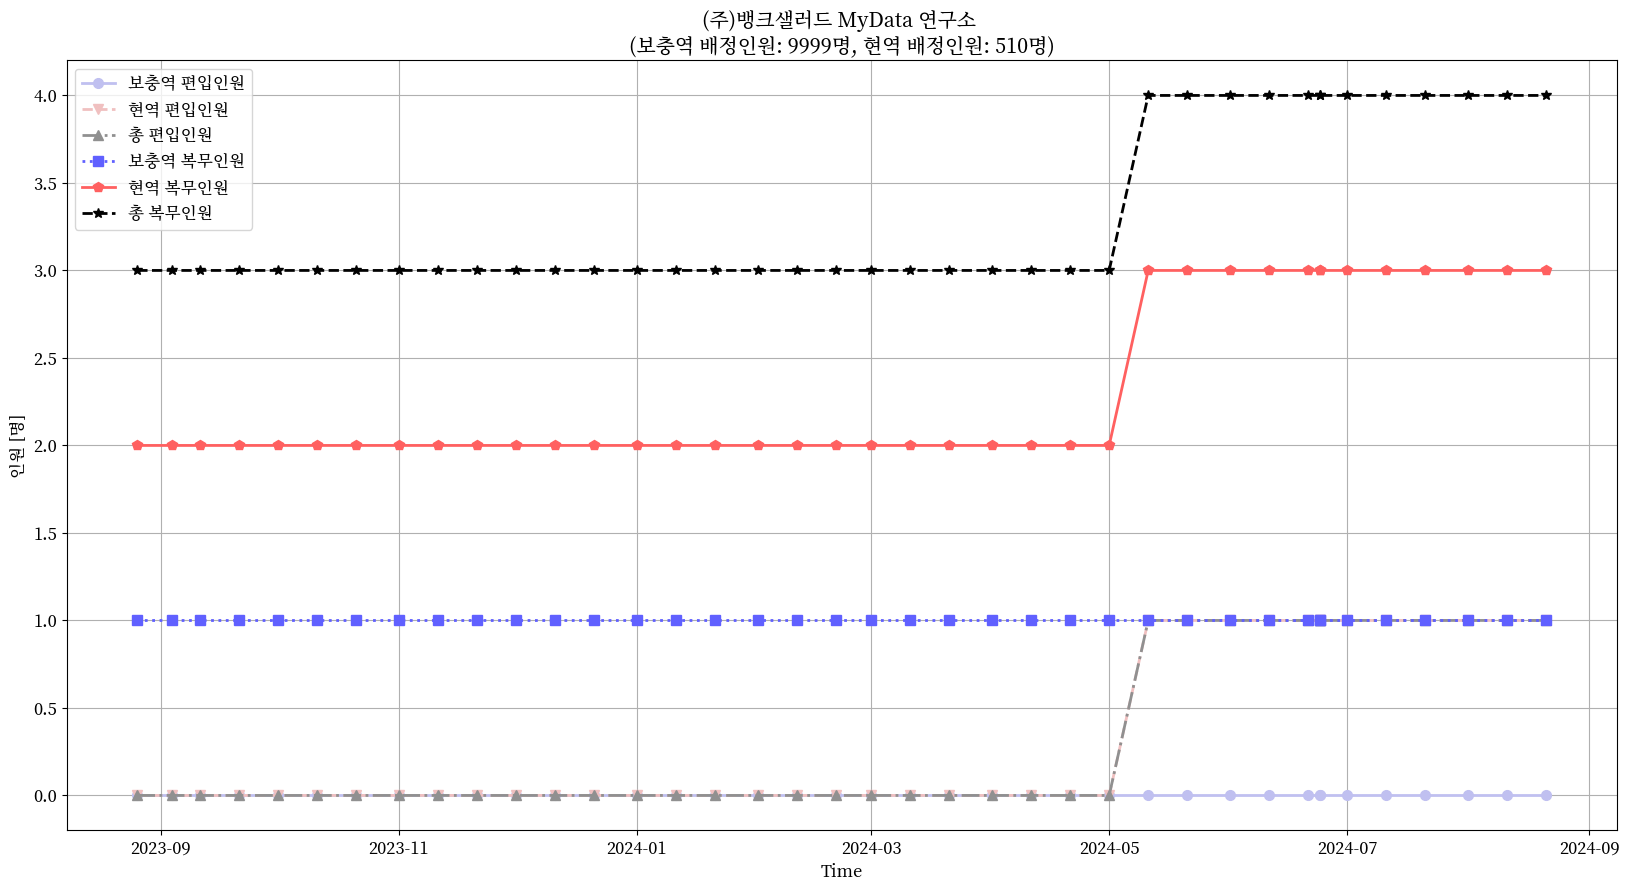 (주)뱅크샐러드 MyData 연구소
(보충역 배정인원: 9999명, 현역 배정인원: 510명)
보충역 편입인원
현역 편입인원
총 편입인원
보충역 복무인원
현역 복무인원
총 복무인원
4.0
3.5
3.0
2.5
2.0
1.5
1.0
0.5
0.0
인원 [명]
2023-09 2023-11 2024-01 2024-03 2024-05 2024-07 2024-09
Time